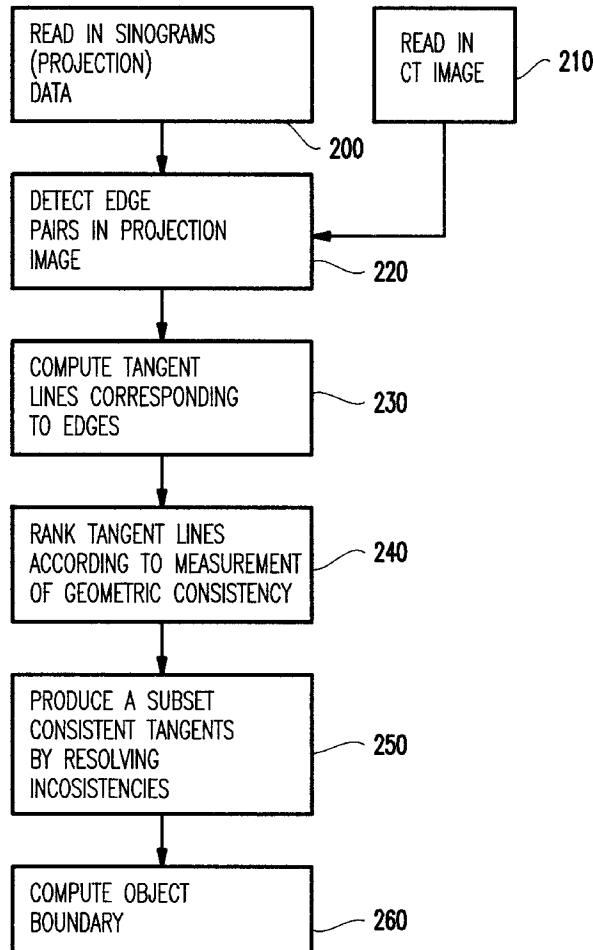 READ IN SINOGRAMS
(PROJECTION)
DATA
200
READ IN
CT IMAGE
210
DETECT EDGE
PAIRS IN PROJECTION
IMAGE
220
COMPUTE TANGENT
LINES CORRESPONDING
TO EDGES
230
RANK TANGENT LINES
ACCORDING TO MEASUREMENT
OF GEOMETRIC CONSISTENCY
240
PRODUCE A SUBSET
CONSISTENT TANGENTS
BY RESOLVING
INCOSISTENCIES
250
COMPUTE OBJECT
BOUNDARY
260